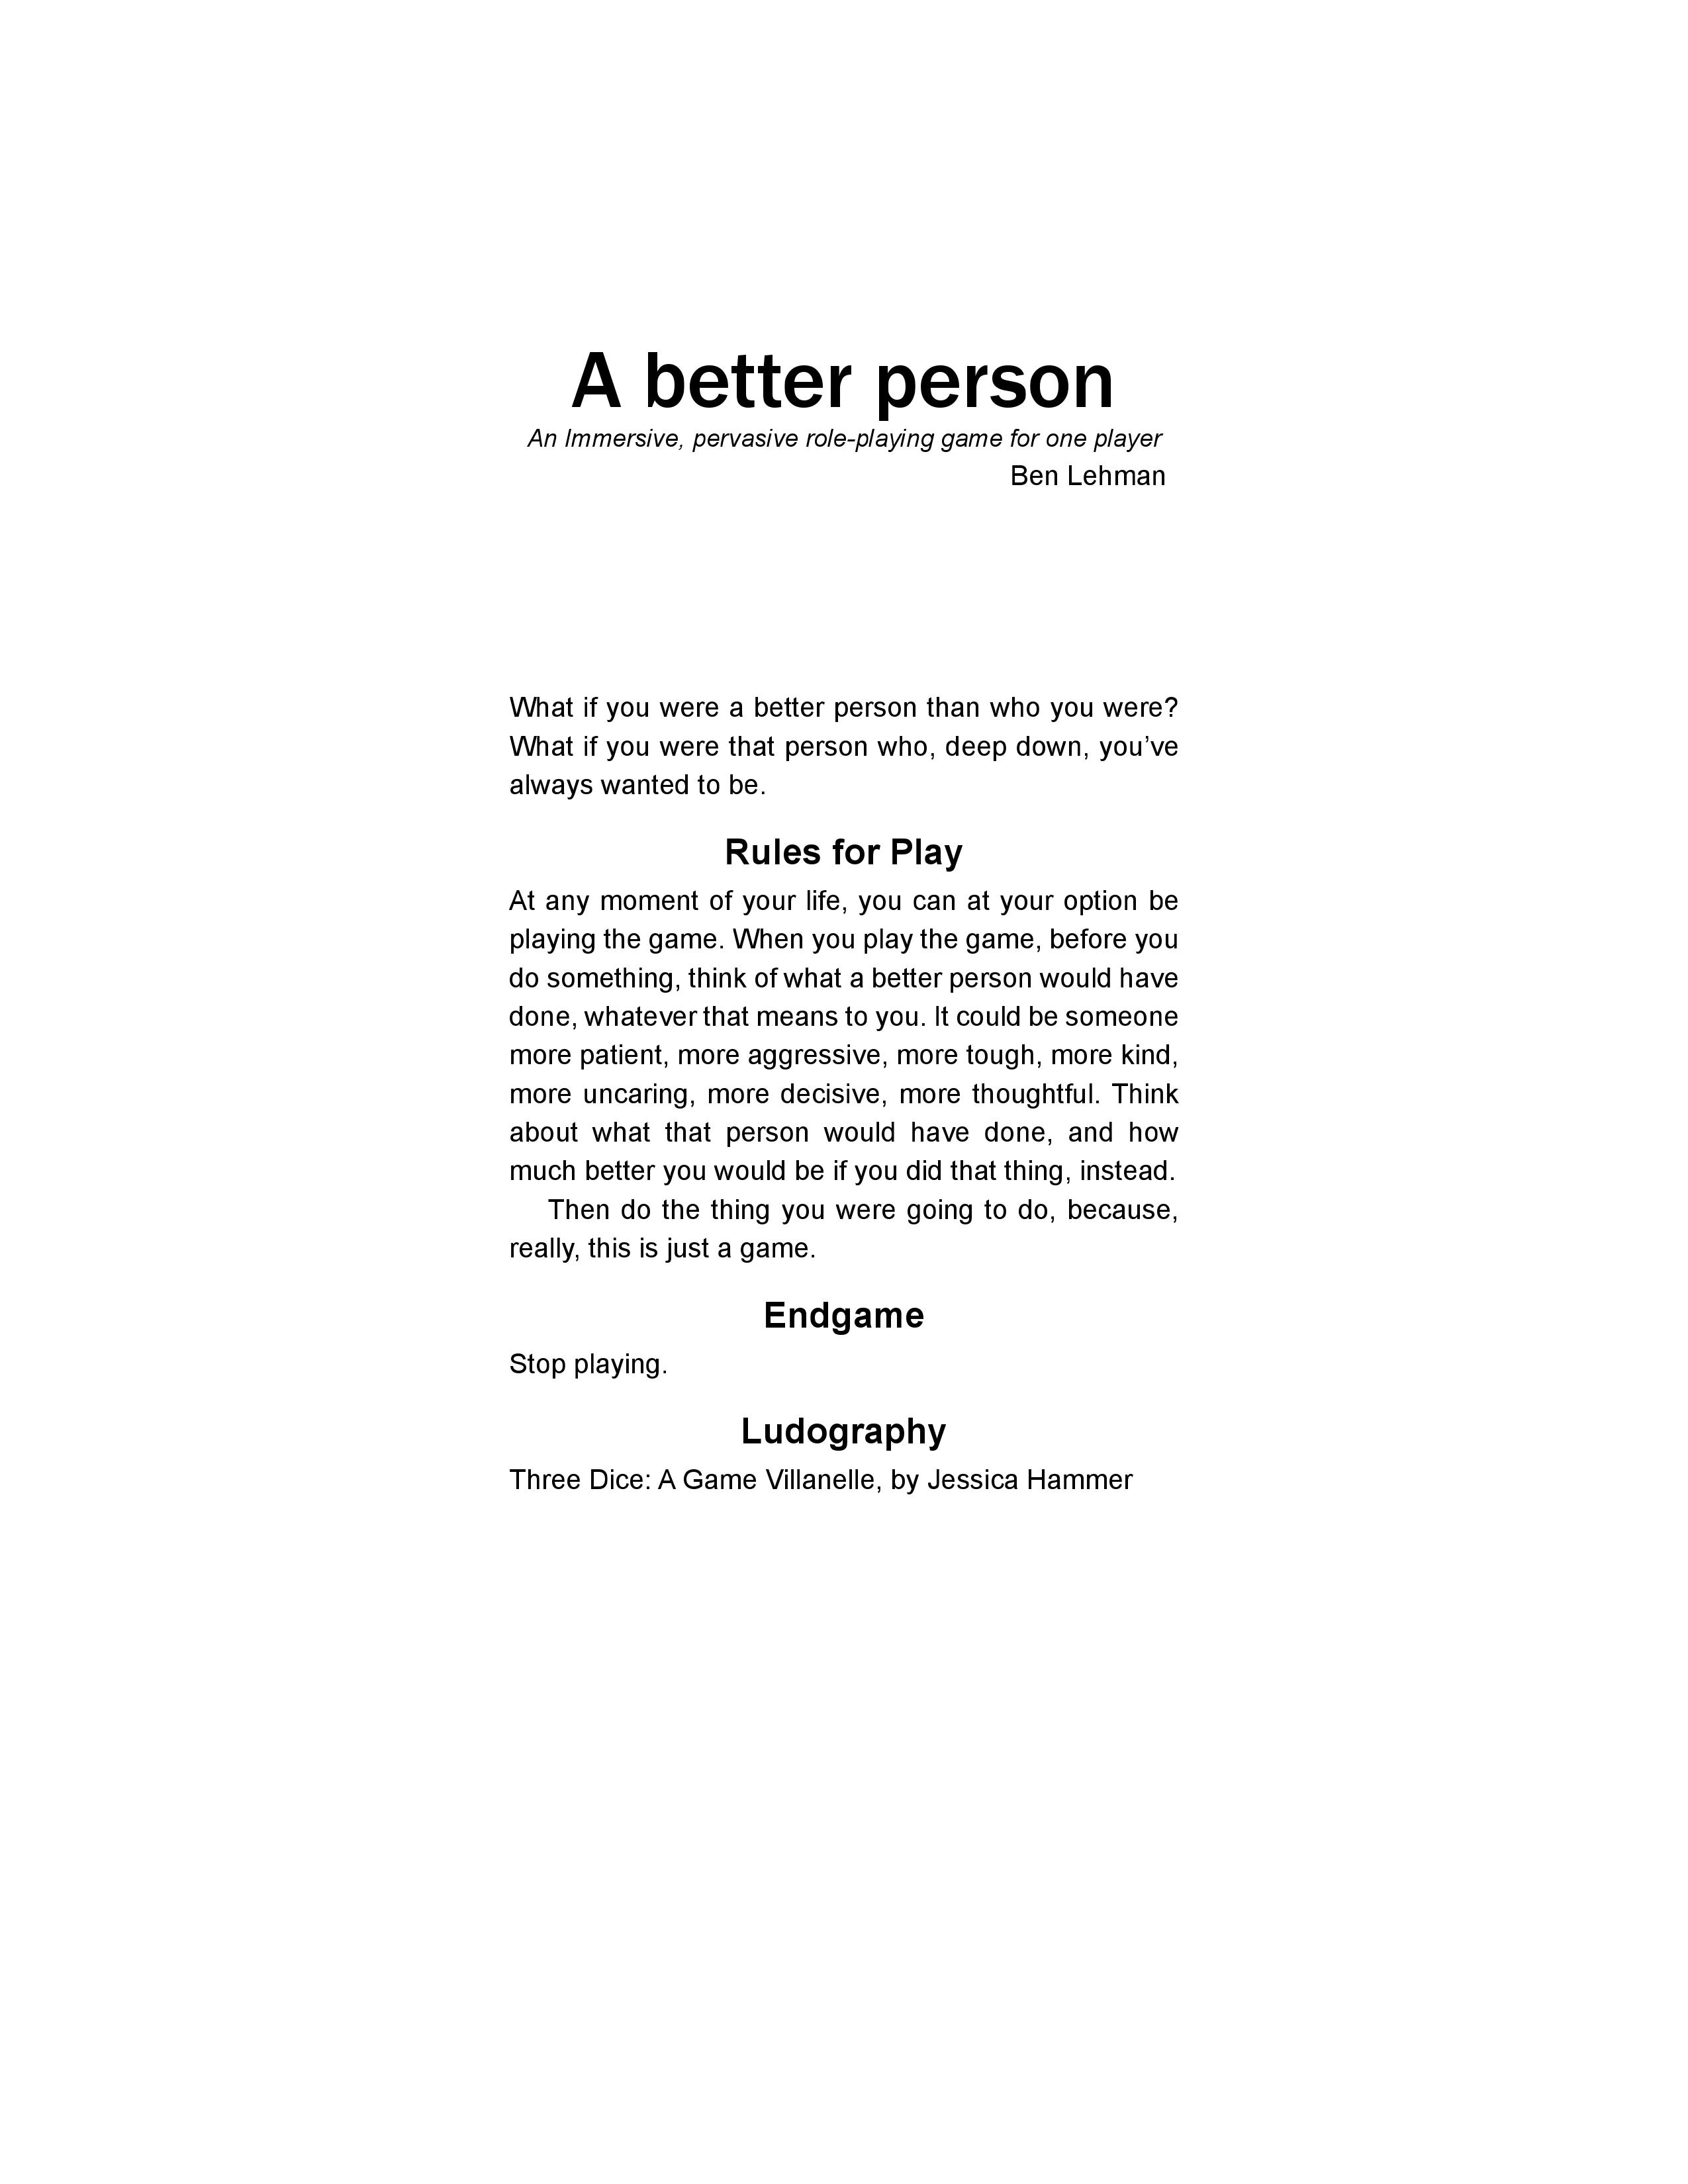 A better person
An Immersive, pervasive role-playing game for one player
Ben Lehman
What if you were a better person than who you were?
What if you were that person who, deep down, you’ve
always wanted to be.
Rules for Play
At any moment of your life, you can at your option be
playing the game. When you play the game, before you
do something, think of what a better person would have
done, whatever that means to you. It could be someone
more patient, more aggressive, more tough, more kind,
more uncaring, more decisive, more thoughtful. Think
about what that person would have done, and how
much better you would be if you did that thing, instead.
Then do the thing you were going to do, because,
really, this is just a game.
Endgame
Stop playing.
Ludography
Three Dice: A Game Villanelle, by Jessica Hammer